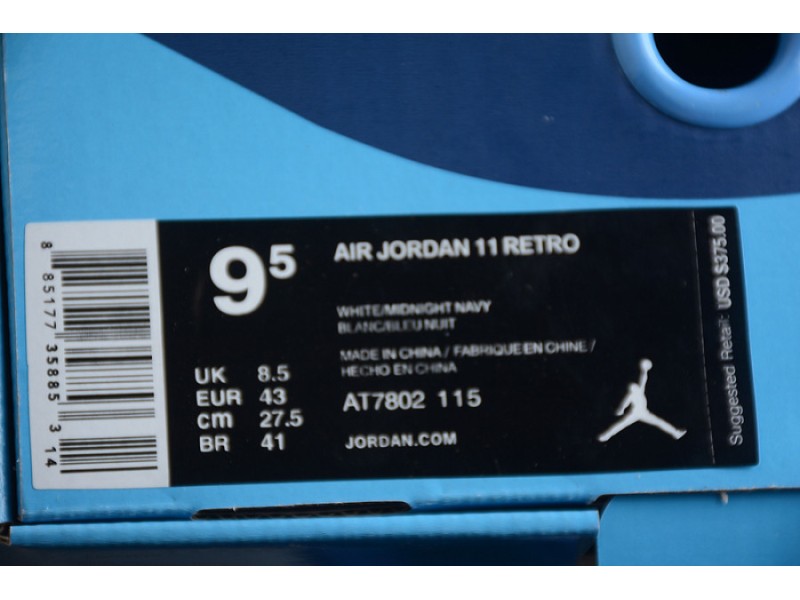 8 85177 35885 3 14
9⁵
UK 8.5
EUR 43
cm 27.5
BR 41
AIR JORDAN 11 RETRO
WHITE/MIDNIGHT NAVY
BLANC/BLEU NUIT
MADE IN CHINA / FABRIQUE EN CHINE /
HECHO EN CHINA
AT7802 115
JORDAN.COM
Suggested Retail: USD $375.00